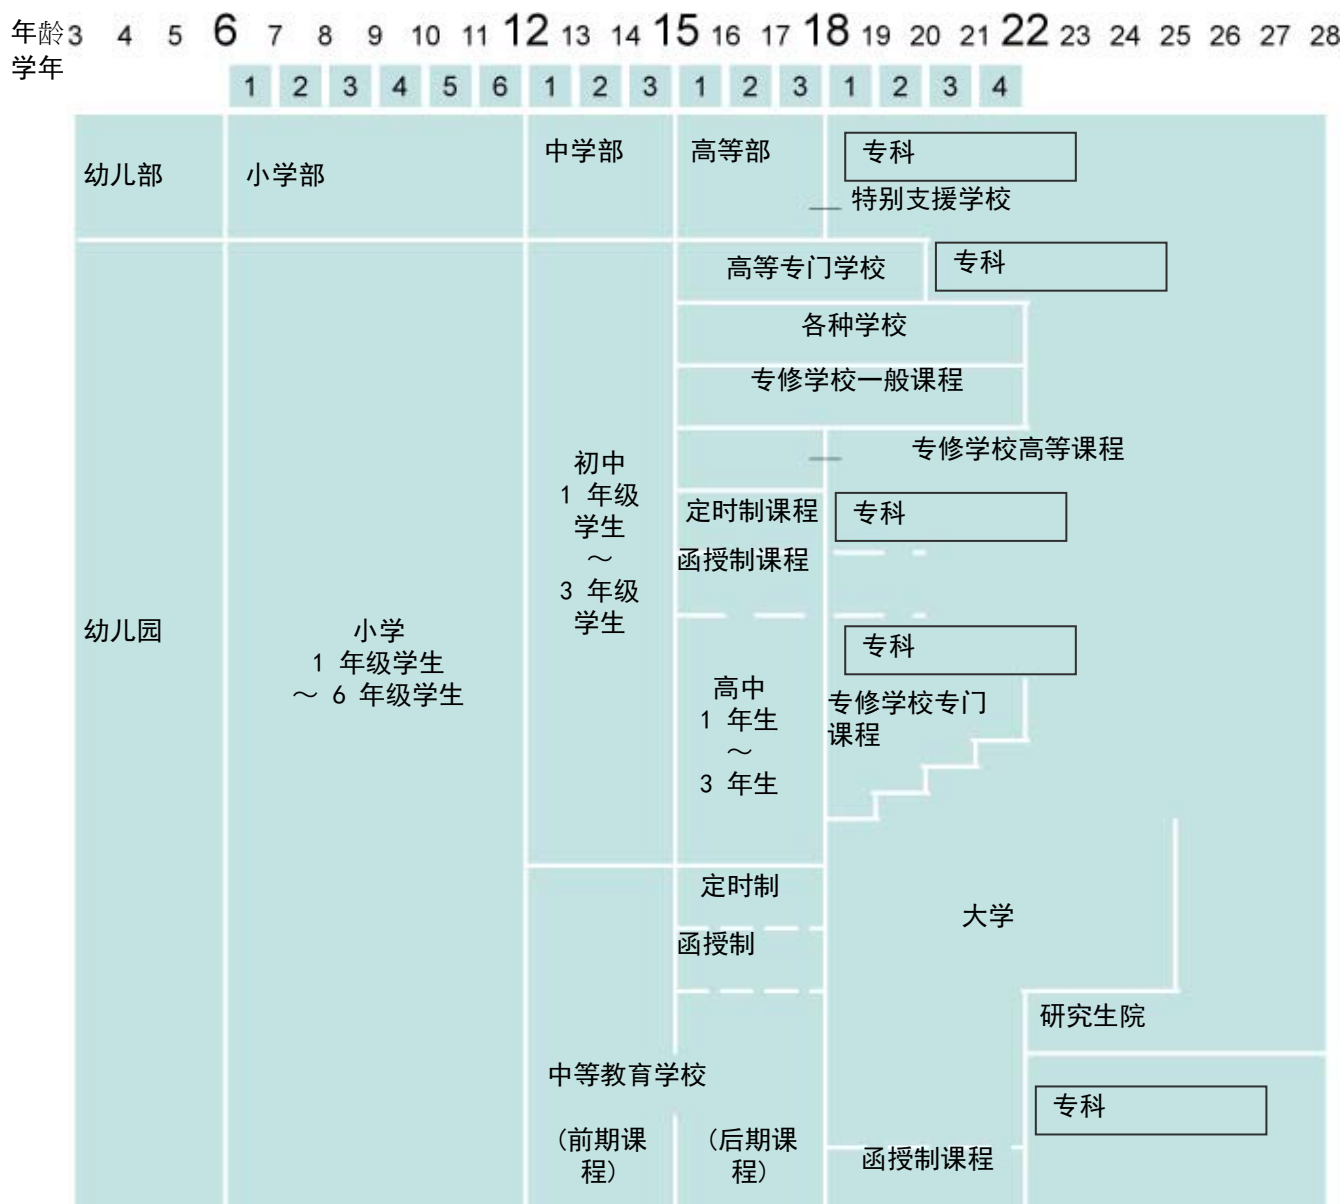 年龄 3 4 5 6 7 8 9 10 11 12 13 14 15 16 17 18 19 20 21 22 23 24 25 26 27 28
学年
1 2 3 4 5 6 1 2 3 1 2 3 1 2 3 4
幼儿部
小学部
中学部
高等部
专科
特别支援学校
高等专门学校
专科
各种学校
专修学校一般课程
专修学校高等课程
初中
1 年级
学生
～
3 年级
学生
定时制课程
专科
函授制课程
幼儿园
小学
1 年级学生
～ 6 年级学生
专科
高中
1 年生
～
3 年生
专修学校专门
课程
定时制
函授制
大学
研究生院
中等教育学校
专科
(前期课
程)
(后期课
程)
函授制课程